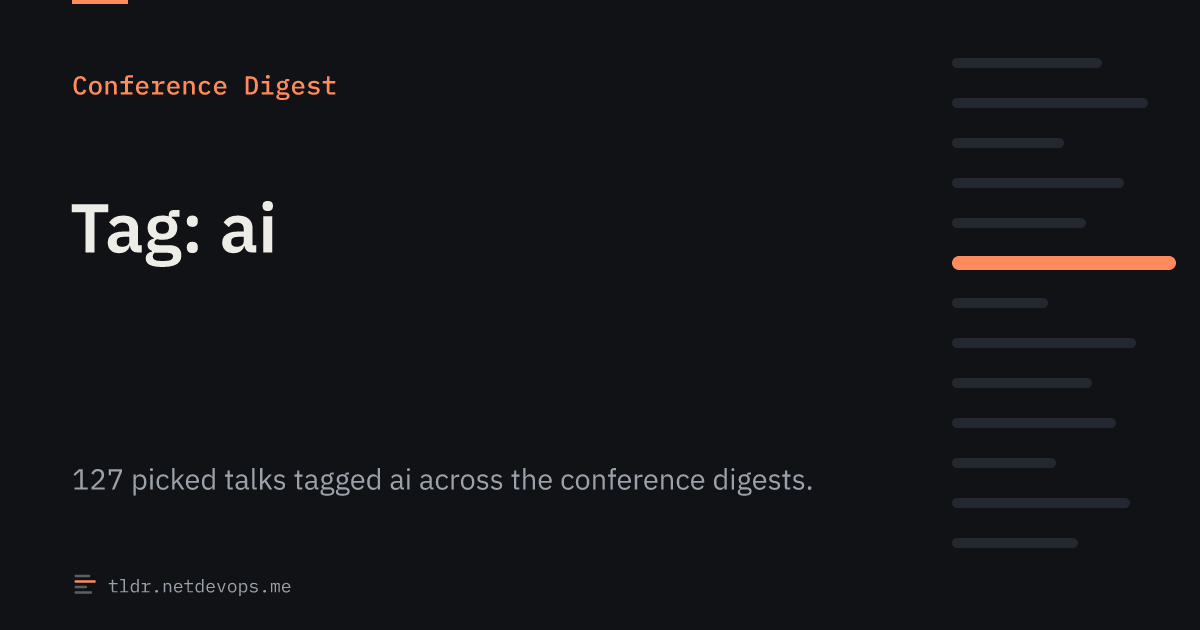 Conference Digest
Tag: ai
127 picked talks tagged ai across the conference digests.
tldr.netdevops.me